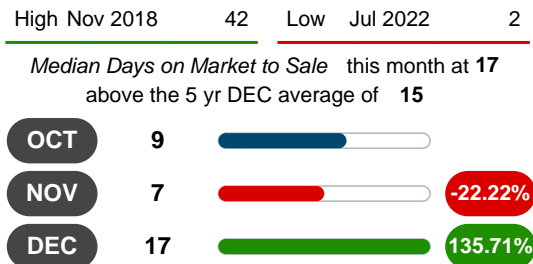 High Nov 2018 42 Low Jul 2022 2
Median Days on Market to Sale this month at 17
above the 5 yr DEC average of 15
OCT 9
NOV 7 -22.22%
DEC 17 135.71%